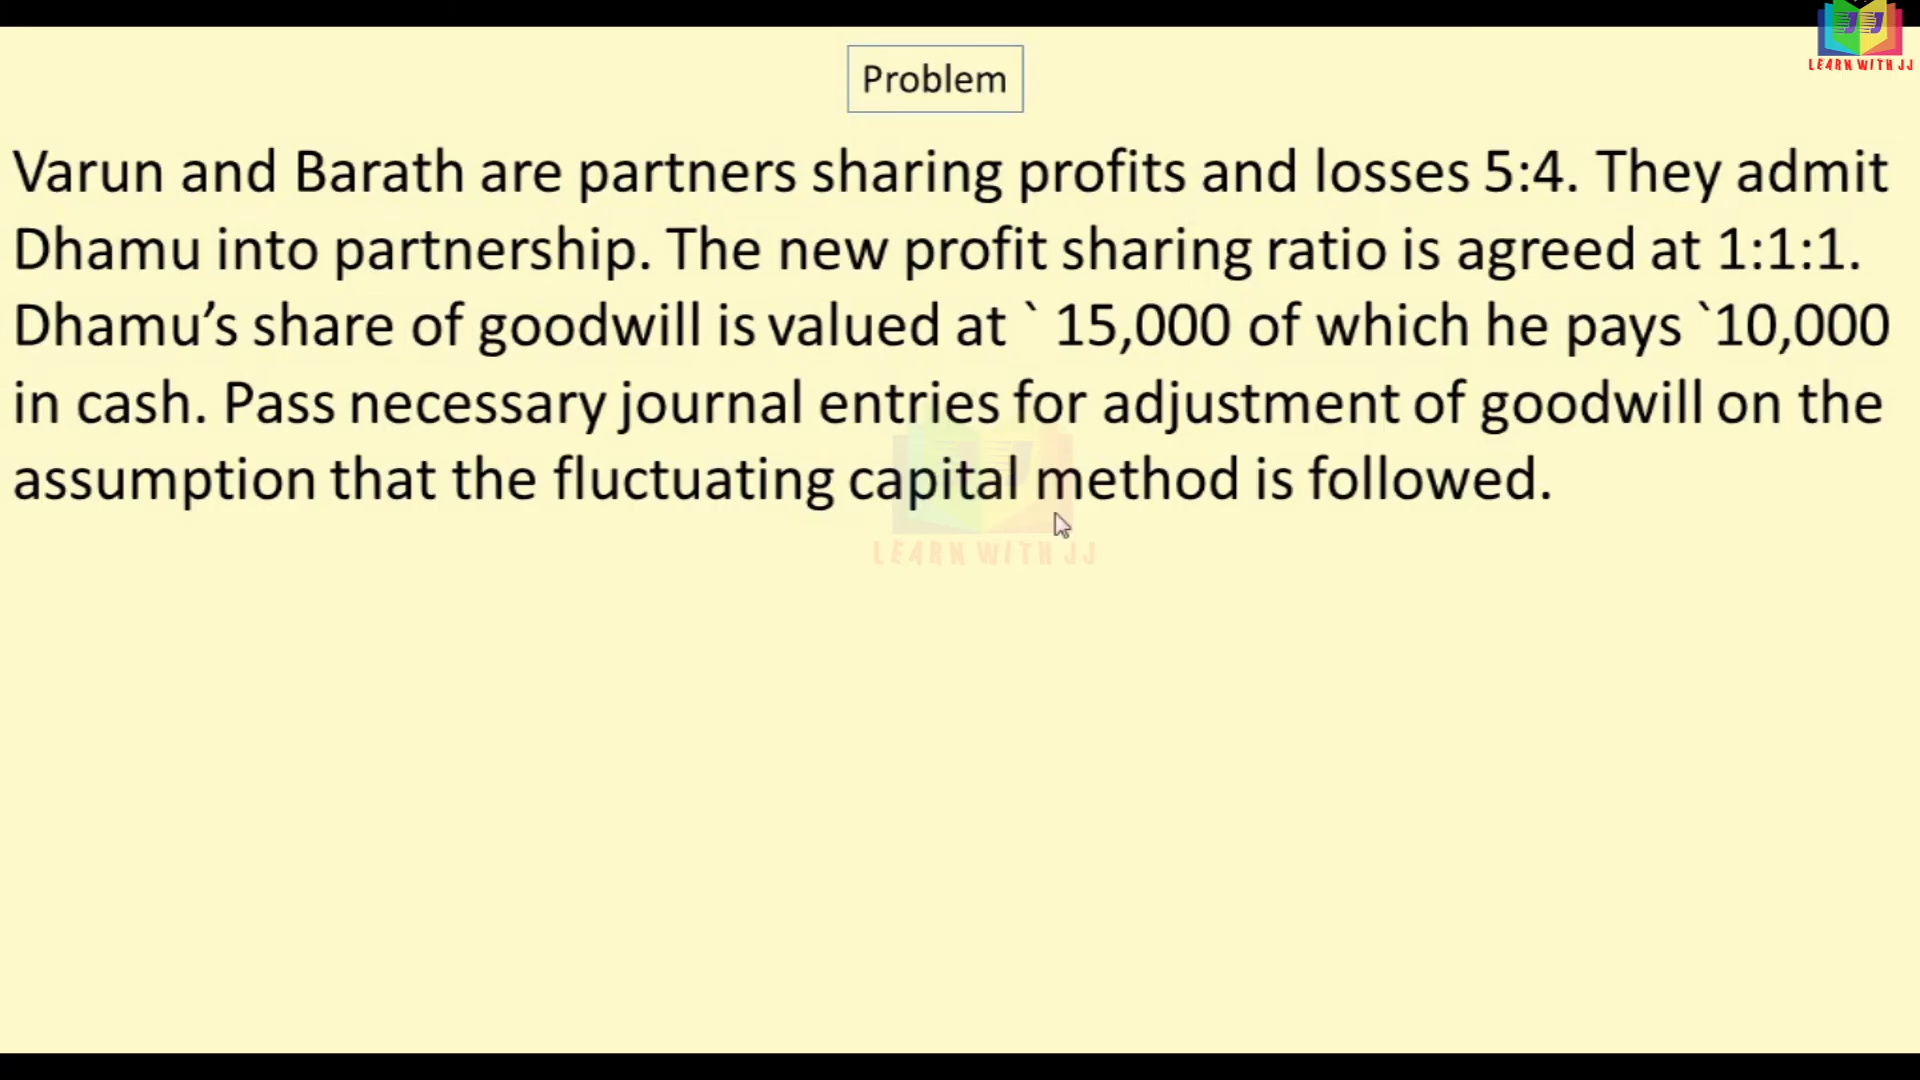 LEARN WITH JJ
Problem
Varun and Barath are partners sharing profits and losses 5:4. They admit
Dhamu into partnership. The new profit sharing ratio is agreed at 1:1:1.
Dhamu’s share of goodwill is valued at ` 15,000 of which he pays `10,000
in cash. Pass necessary journal entries for adjustment of goodwill on the
assumption that the fluctuating capital method is followed.
LEARN WITH JJ